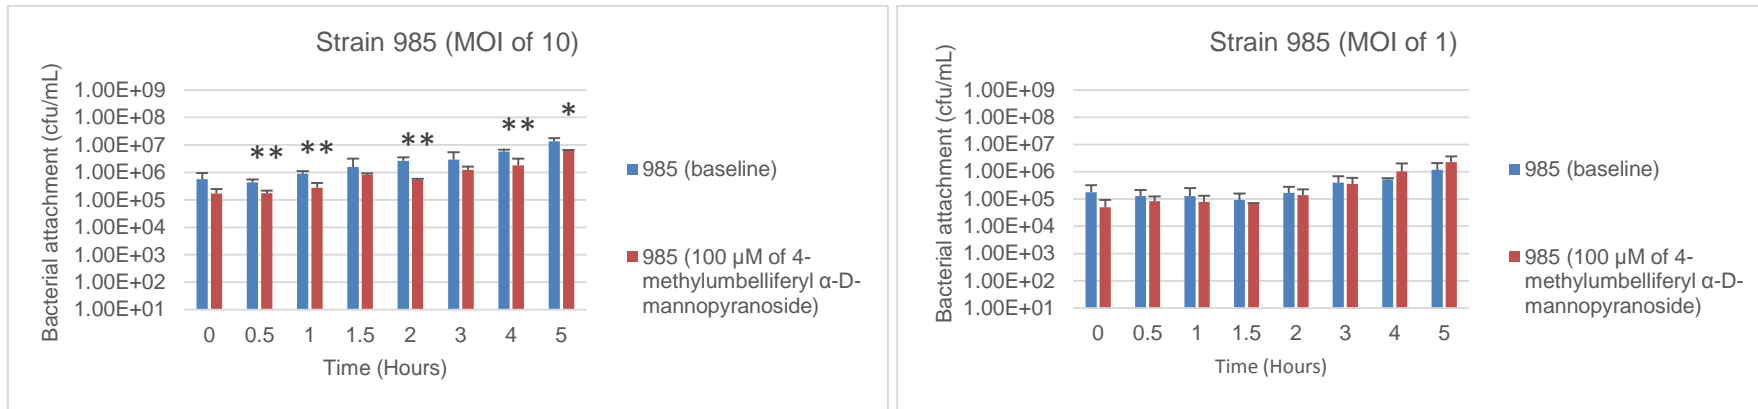 Strain 985 (MOI of 10)
Bacterial attachment (cfu/mL)
1.00E+09
1.00E+08
1.00E+07
1.00E+06
1.00E+05
1.00E+04
1.00E+03
1.00E+02
1.00E+01
** ** ** ** *
0 0.5 1 1.5 2 3 4 5
Time (Hours)
985 (baseline)
985 (100 µM of 4-
methylumbelliferyl α-D-
mannopyranoside)
Strain 985 (MOI of 1)
Bacterial attachment (cfu/mL)
1.00E+09
1.00E+08
1.00E+07
1.00E+06
1.00E+05
1.00E+04
1.00E+03
1.00E+02
1.00E+01
0 0.5 1 1.5 2 3 4 5
Time (Hours)
985 (baseline)
985 (100 µM of 4-
methylumbelliferyl α-D-
mannopyranoside)